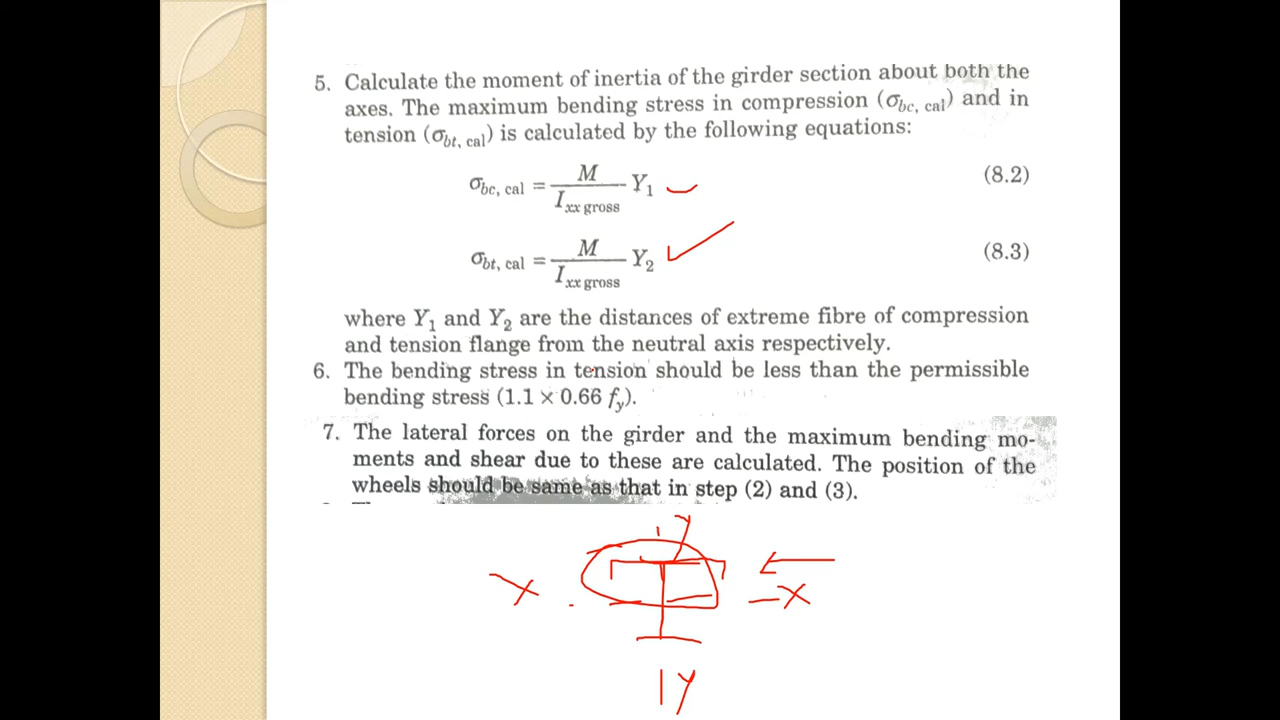 5. Calculate the moment of inertia of the girder section about both the
axes. The maximum bending stress in compression (σbc, cal) and in
tension (σbt, cal) is calculated by the following equations:
σbc, cal = M / Ixx gross Y1 (8.2)
σbt, cal = M / Ixx gross Y2 (8.3)
where Y1 and Y2 are the distances of extreme fibre of compression
and tension flange from the neutral axis respectively.
6. The bending stress in tension should be less than the permissible
bending stress (1.1 × 0.66 fy).
7. The lateral forces on the girder and the maximum bending mo-
ments and shear due to these are calculated. The position of the
wheels should be same as that in step (2) and (3).
y
x x
y